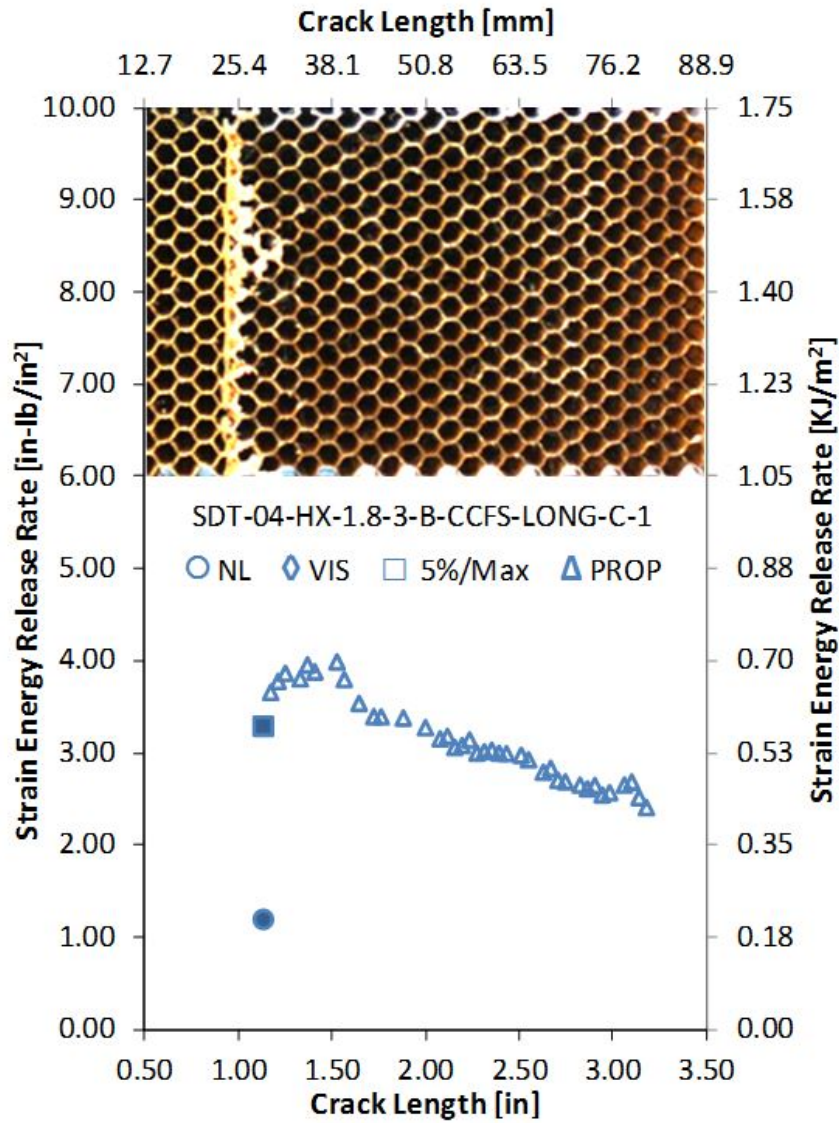 Crack Length [mm]
12.7 25.4 38.1 50.8 63.5 76.2 88.9
10.00 1.75
9.00 1.58
8.00 1.40
7.00 1.23
6.00 1.05
SDT-04-HX-1.8-3-B-CCFS-LONG-C-1
NL VIS 5%/Max PROP
5.00 0.88
4.00 0.70
3.00 0.53
2.00 0.35
1.00 0.18
0.00 0.00
Strain Energy Release Rate [in-lb/in²]
Strain Energy Release Rate [KJ/m²]
0.50 1.00 1.50 2.00 2.50 3.00 3.50
Crack Length [in]